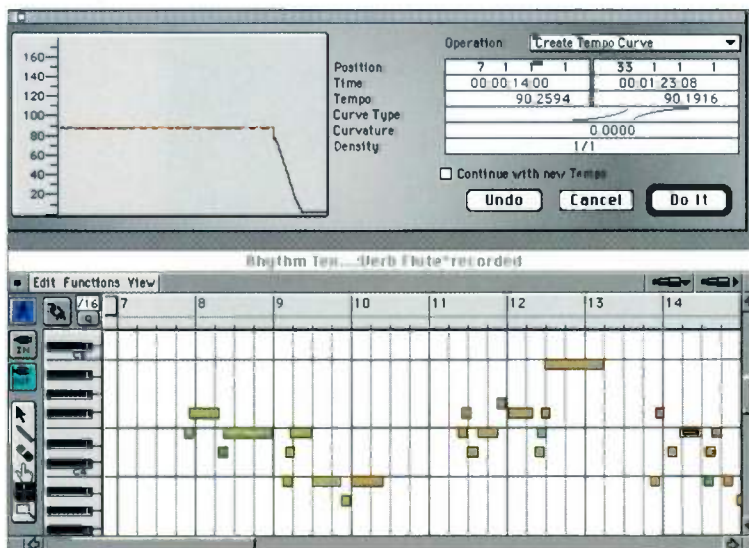 Operation Create Tempo Curve
160
140
120
100
80
60
40
20
Position 7 1 1 1 33 1 1 1
Time 00 00 14 00 00 01 23 08
Tempo 90 2594 90 1916
Curve Type
Curvature 0.0000
Density 1/1
Continue with new Tempo
Undo Cancel Do It
Edit Functions View
/16 7 8 9 10 11 12 13 14
Q
IN
OUT